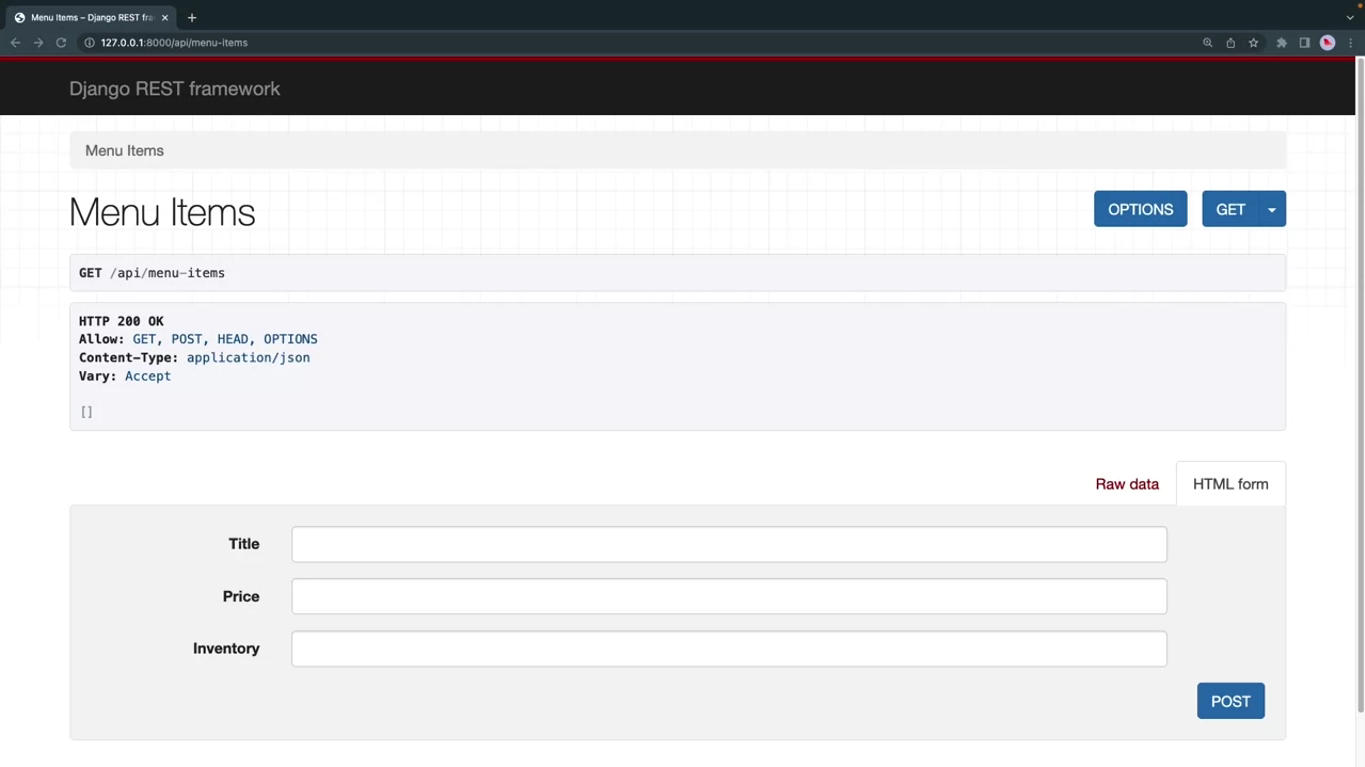 Menu Items – Django REST fra
127.0.0.1:8000/api/menu-items
Django REST framework
Menu Items
Menu Items
OPTIONS
GET
GET /api/menu-items
HTTP 200 OK
Allow: GET, POST, HEAD, OPTIONS
Content-Type: application/json
Vary: Accept
[]
Raw data
HTML form
Title
Price
Inventory
POST